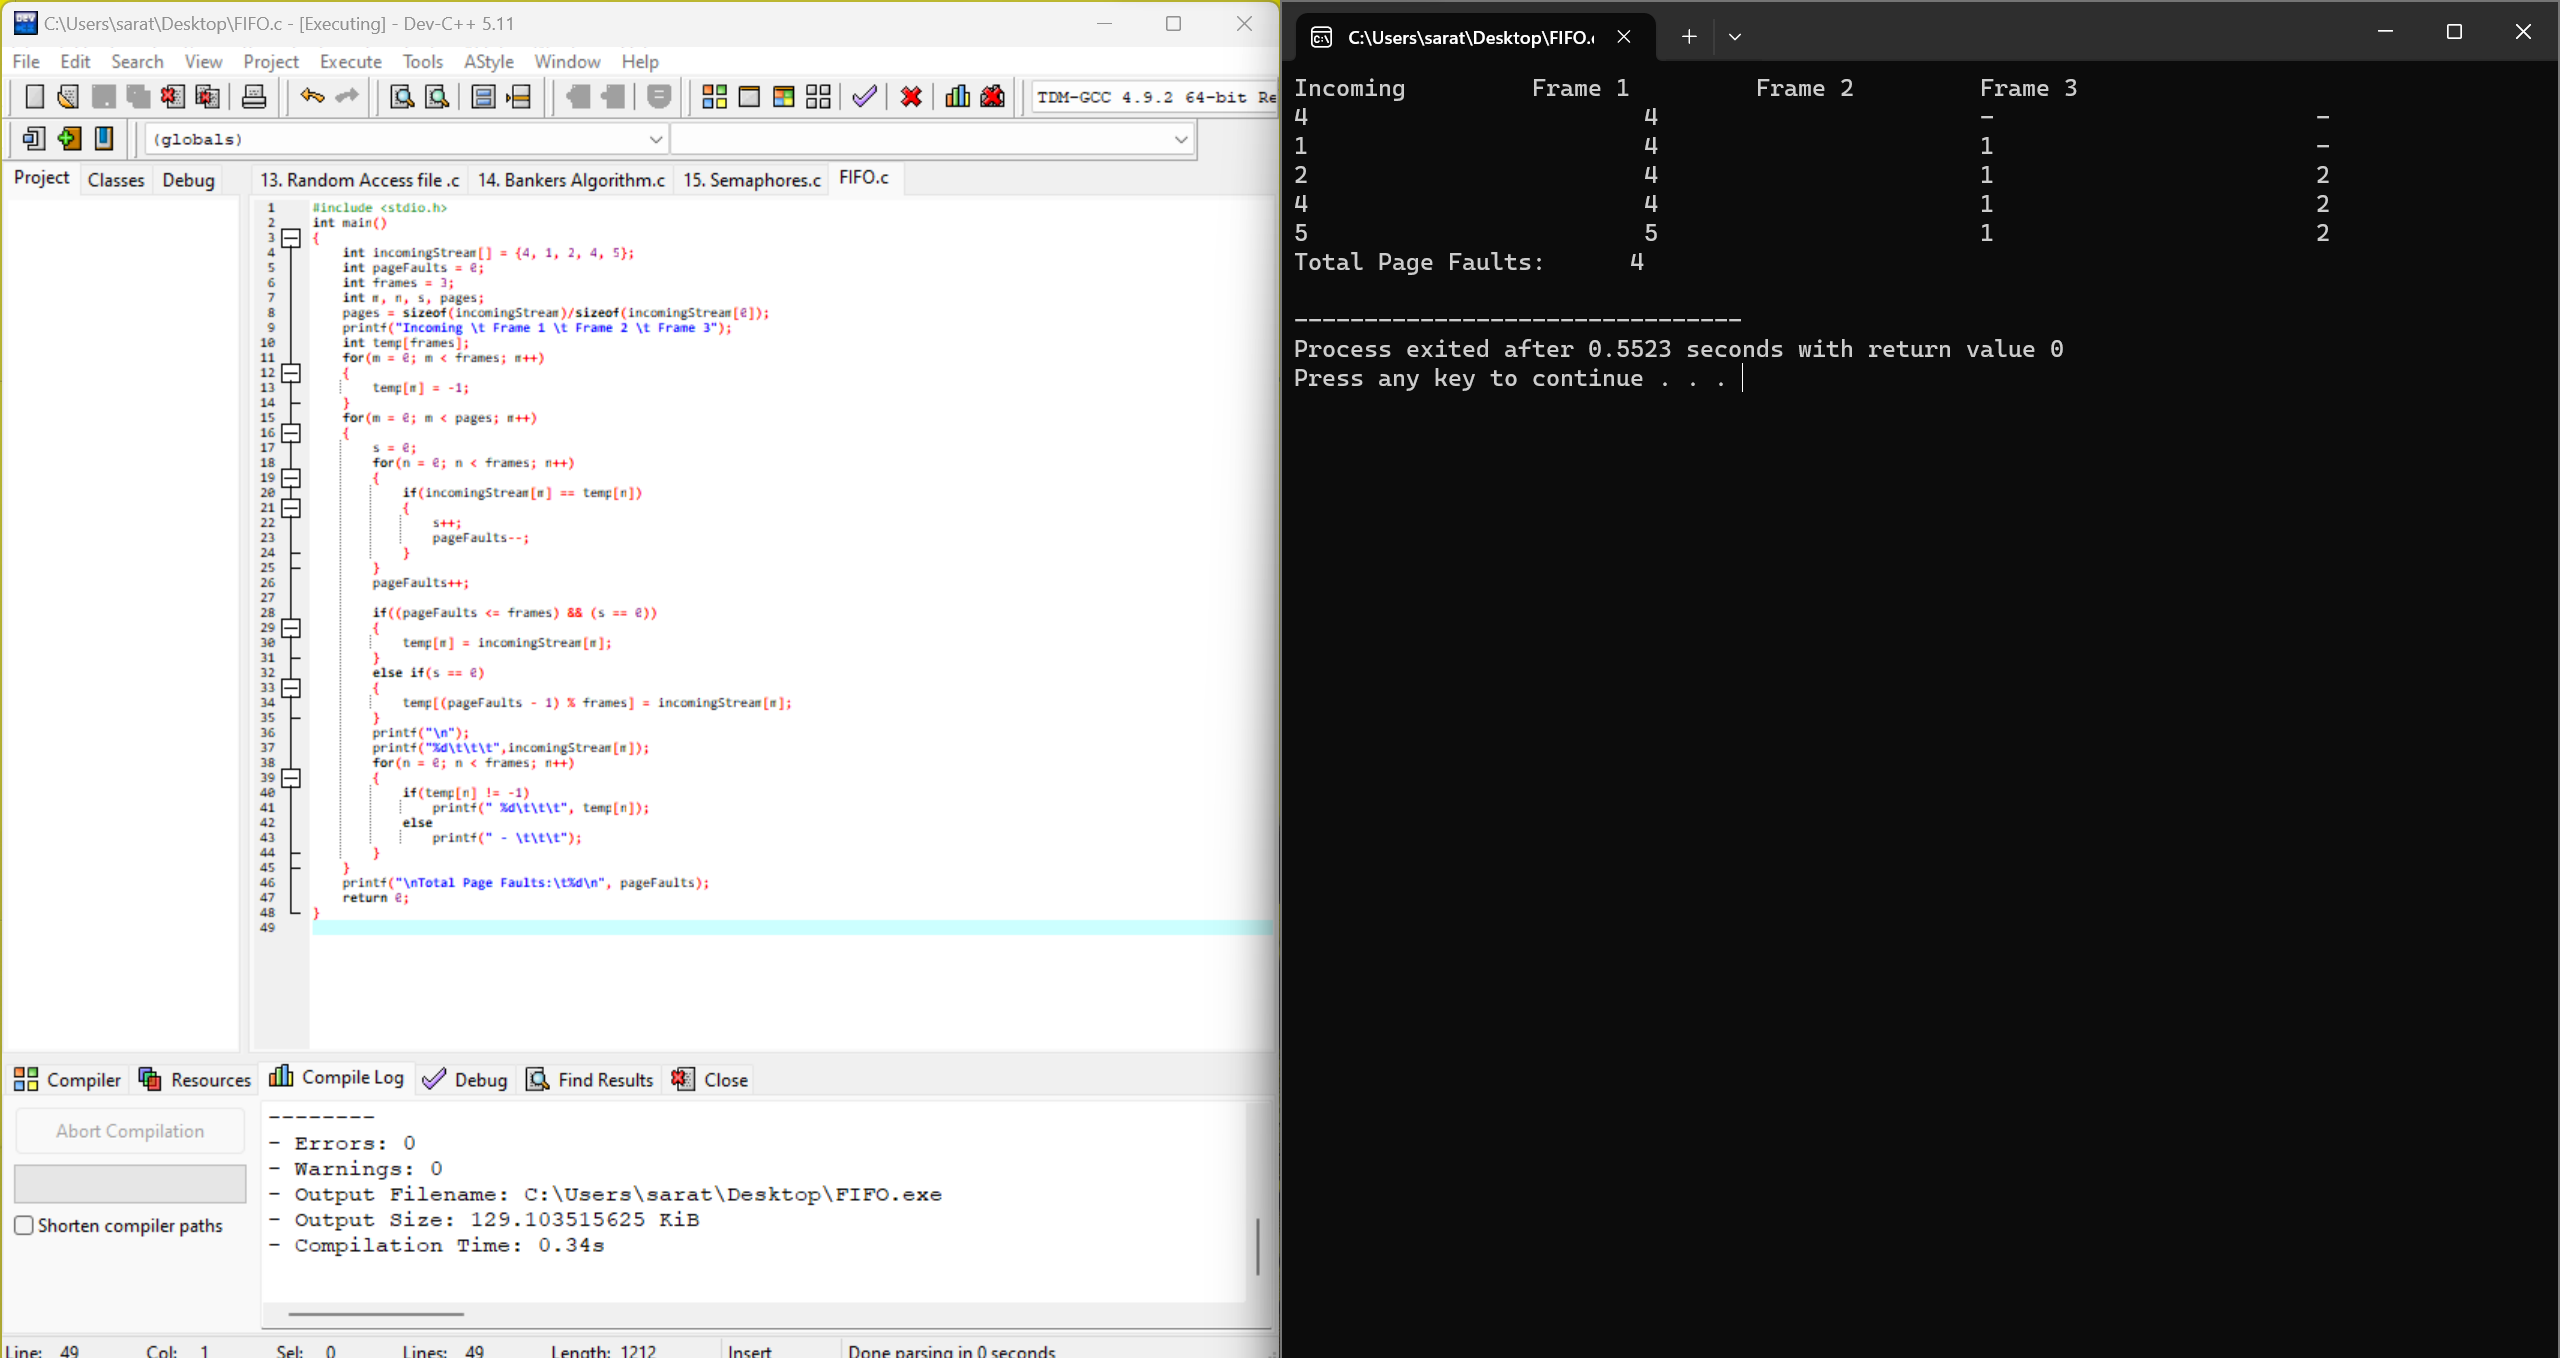 C:\Users\sarat\Desktop\FIFO.c - [Executing] - Dev-C++ 5.11
File Edit Search View Project Execute Tools AStyle Window Help
TDM-GCC 4.9.2 64-bit Re
(globals)
Project Classes Debug
13. Random Access file .c 14. Bankers Algorithm.c 15. Semaphores.c FIFO.c
1 #include <stdio.h>
2 int main()
3 {
4 int incomingStream[] = {4, 1, 2, 4, 5};
5 int pageFaults = 0;
6 int frames = 3;
7 int m, n, s, pages;
8 pages = sizeof(incomingStream)/sizeof(incomingStream[0]);
9 printf("Incoming \t Frame 1 \t Frame 2 \t Frame 3");
10 int temp[frames];
11 for(m = 0; m < frames; m++)
12 {
13 temp[m] = -1;
14 }
15 for(m = 0; m < pages; m++)
16 {
17 s = 0;
18 for(n = 0; n < frames; n++)
19 {
20 if(incomingStream[m] == temp[n])
21 {
22 s++;
23 pageFaults--;
24 }
25 }
26 pageFaults++;
27
28 if((pageFaults <= frames) && (s == 0))
29 {
30 temp[m] = incomingStream[m];
31 }
32 else if(s == 0)
33 {
34 temp[(pageFaults - 1) % frames] = incomingStream[m];
35 }
36 printf("\n");
37 printf("%d\t\t\t",incomingStream[m]);
38 for(n = 0; n < frames; n++)
39 {
40 if(temp[n] != -1)
41 printf(" %d\t\t\t", temp[n]);
42 else
43 printf(" - \t\t\t");
44 }
45 }
46 printf("\nTotal Page Faults:\t%d\n", pageFaults);
47 return 0;
48 }
49
Compiler Resources Compile Log Debug Find Results Close
Abort Compilation
Shorten compiler paths
--------
- Errors: 0
- Warnings: 0
- Output Filename: C:\Users\sarat\Desktop\FIFO.exe
- Output Size: 129.103515625 KiB
- Compilation Time: 0.34s
Line: 49 Col: 1 Sel: 0 Lines: 49 Length: 1212 Insert Done parsing in 0 seconds
C:\Users\sarat\Desktop\FIFO.
Incoming Frame 1 Frame 2 Frame 3
4 4 - -
1 4 1 -
2 4 1 2
4 4 1 2
5 5 1 2
Total Page Faults: 4
--------------------------------
Process exited after 0.5523 seconds with return value 0
Press any key to continue . . .